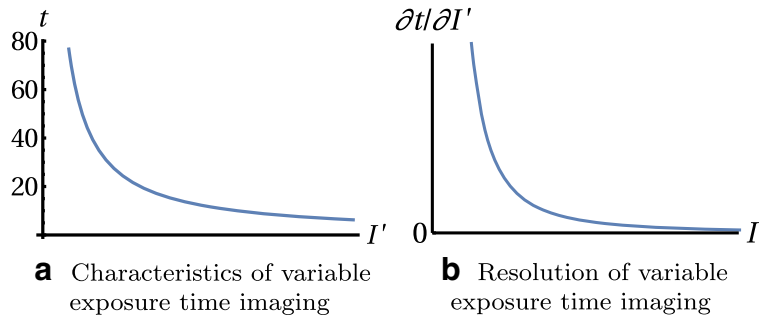 t
80
60
40
20
I'
a Characteristics of variable
exposure time imaging
∂t/∂I'
0
I
b Resolution of variable
exposure time imaging